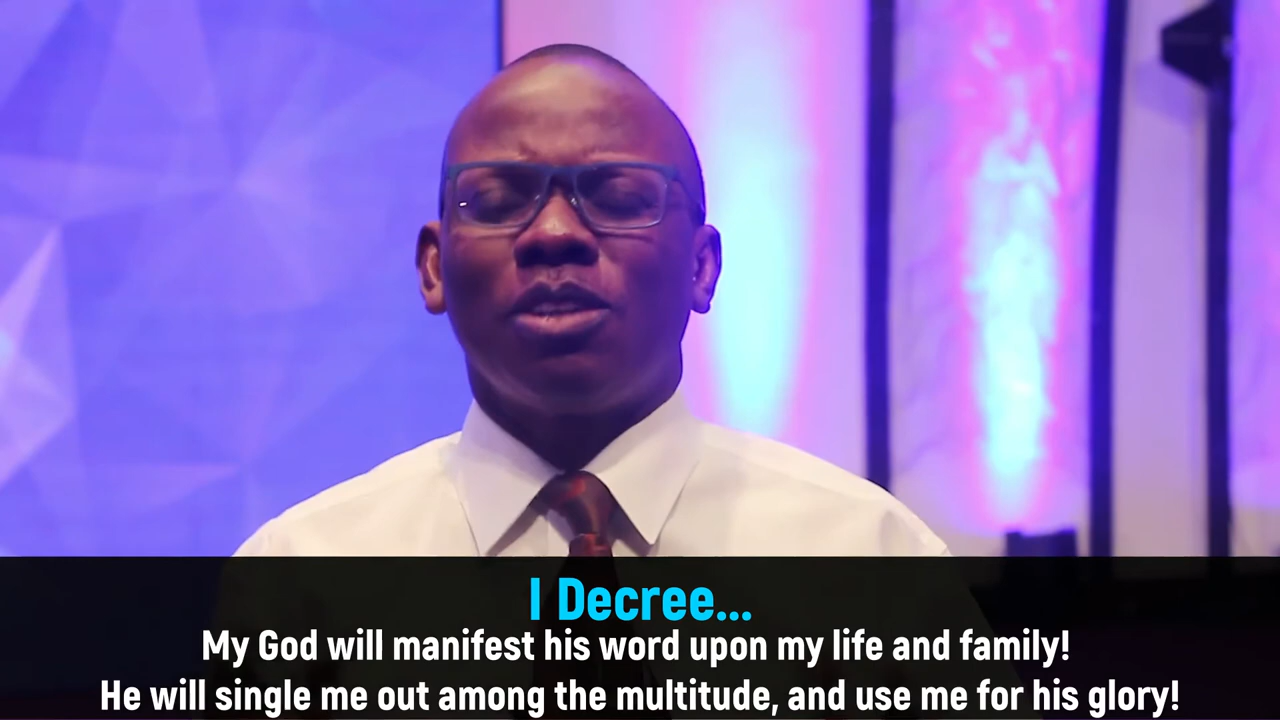 I Decree...
My God will manifest his word upon my life and family!
He will single me out among the multitude, and use me for his glory!